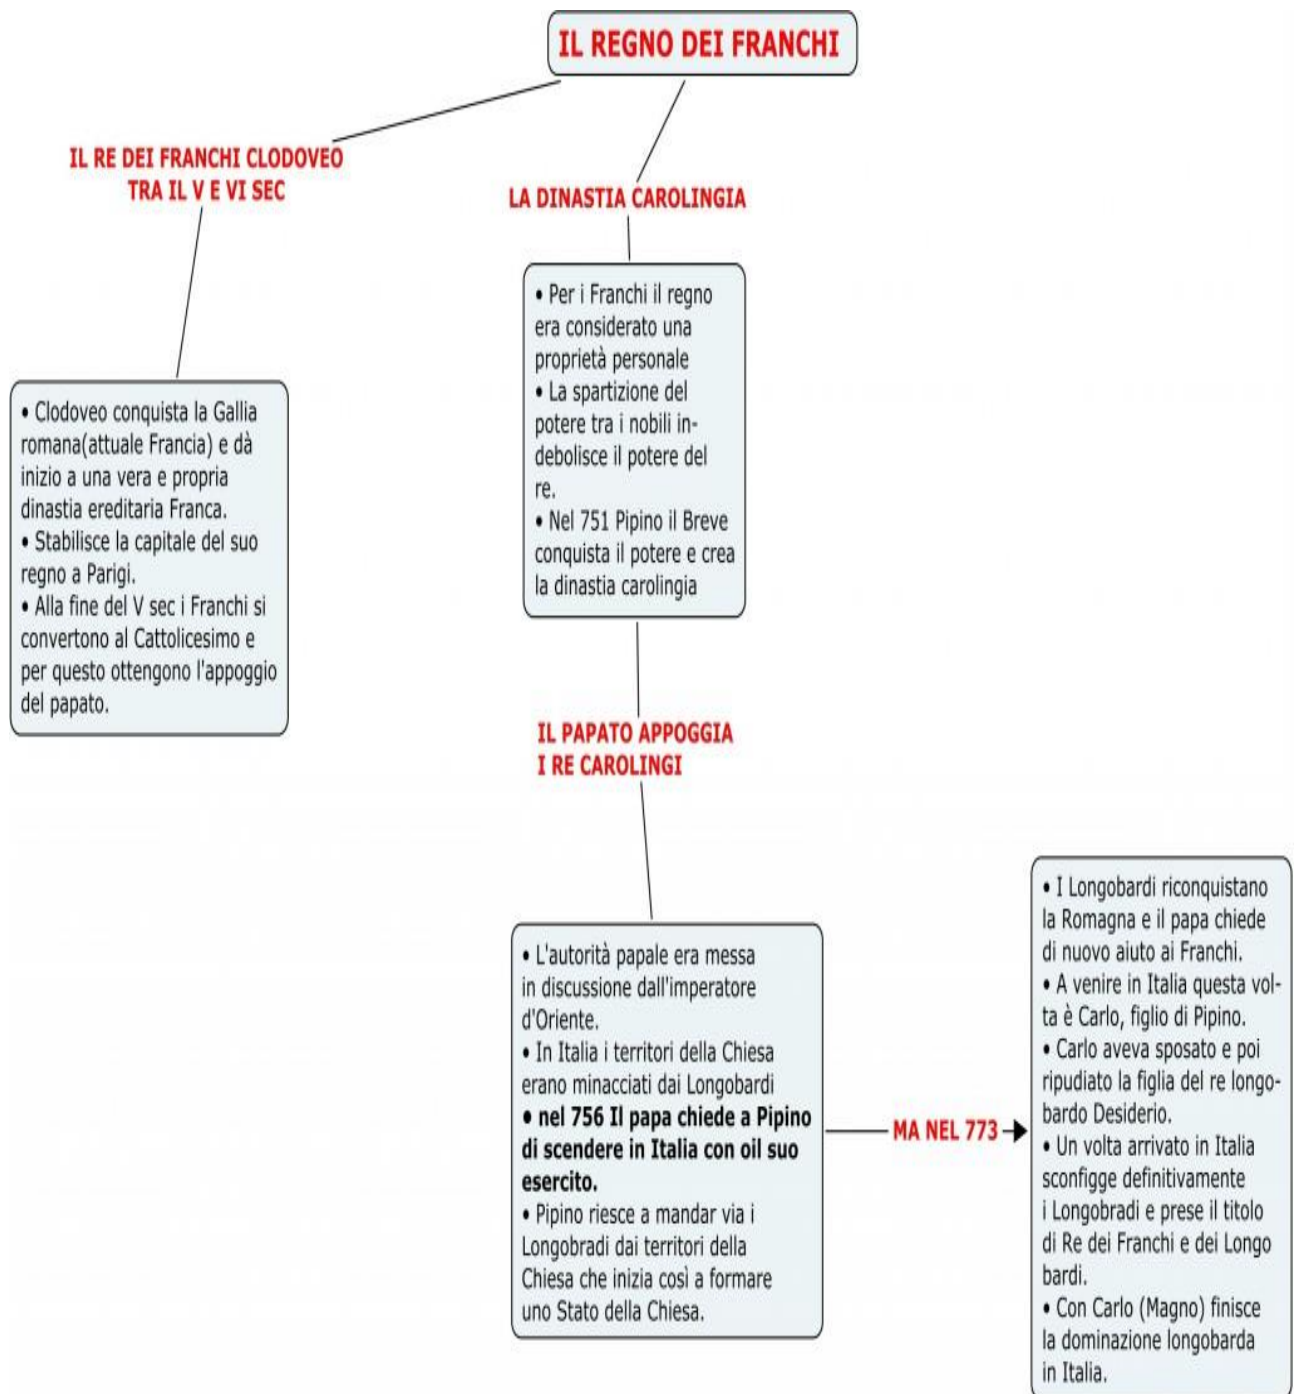 IL REGNO DEI FRANCHI
IL RE DEI FRANCHI CLODOVEO
TRA IL V E VI SEC
• Clodoveo conquista la Gallia
romana(attuale Francia) e dà
inizio a una vera e propria
dinastia ereditaria Franca.
• Stabilisce la capitale del suo
regno a Parigi.
• Alla fine del V sec i Franchi si
convertono al Cattolicesimo e
per questo ottengono l'appoggio
del papato.
LA DINASTIA CAROLINGIA
• Per i Franchi il regno
era considerato una
proprietà personale
• La spartizione del
potere tra i nobili in-
debolisce il potere del
re.
• Nel 751 Pipino il Breve
conquista il potere e crea
la dinastia carolingia
IL PAPATO APPOGGIA
I RE CAROLINGI
• L'autorità papale era messa
in discussione dall'imperatore
d'Oriente.
• In Italia i territori della Chiesa
erano minacciati dai Longobardi
• nel 756 Il papa chiede a Pipino
di scendere in Italia con oil suo
esercito.
• Pipino riesce a mandar via i
Longobradi dai territori della
Chiesa che inizia così a formare
uno Stato della Chiesa.
MA NEL 773
• I Longobardi riconquistano
la Romagna e il papa chiede
di nuovo aiuto ai Franchi.
• A venire in Italia questa vol-
ta è Carlo, figlio di Pipino.
• Carlo aveva sposato e poi
ripudiato la figlia del re longo-
bardo Desiderio.
• Un volta arrivato in Italia
sconfigge definitivamente
i Longobradi e prese il titolo
di Re dei Franchi e dei Longo
bardi.
• Con Carlo (Magno) finisce
la dominazione longobarda
in Italia.